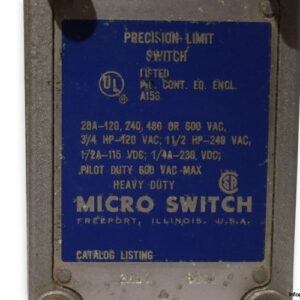 PRECISION LIMIT
SWITCH
UL
LISTED
IND. CONT. EQ. ENCL.
A156
20A-120, 240, 480 OR 600 VAC,
3/4 HP-120 VAC; 1 1/2 HP-240 VAC,
1/2A-115 VDC; 1/4A-230 VDC;
PILOT DUTY 600 VAC-MAX
HEAVY DUTY
MICRO SWITCH
FREEPORT, ILLINOIS, U.S.A.
CATALOG LISTING